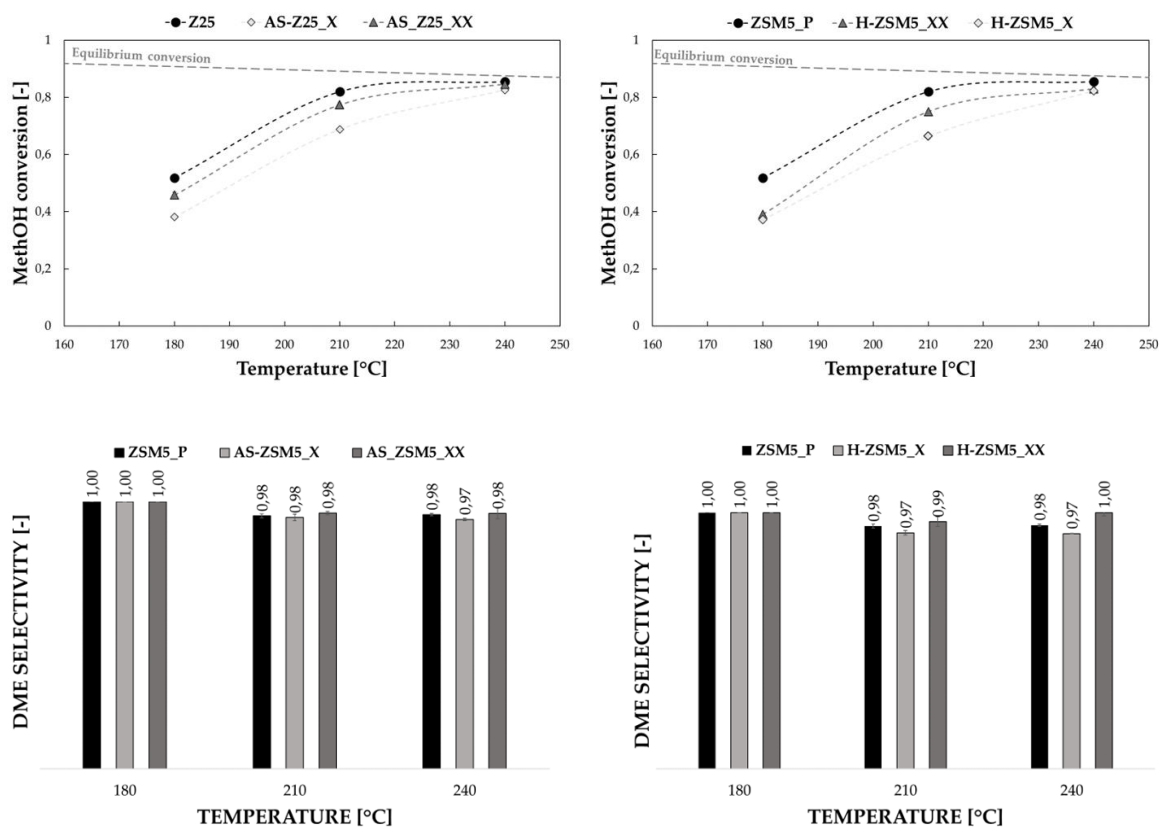 Z25 AS-Z25_X AS_Z25_XX
MethOH conversion [-]
1
0,8
0,6
0,4
0,2
0
Equilibrium conversion
160 170 180 190 200 210 220 230 240 250
Temperature [°C]
ZSM5_P H-ZSM5_XX H-ZSM5_X
MethOH conversion [-]
1
0,8
0,6
0,4
0,2
0
Equilibrium conversion
160 170 180 190 200 210 220 230 240 250
Temperature [°C]
ZSM5_P AS-ZSM5_X AS_ZSM5_XX
DME SELECTIVITY [-]
1,00 1,00 1,00 0,98 0,98 0,98 0,98 0,97 0,98
180 210 240
TEMPERATURE [°C]
ZSM5_P H-ZSM5_X H-ZSM5_XX
DME SELECTIVITY [-]
1,00 1,00 1,00 0,98 0,97 0,99 0,98 0,97 1,00
180 210 240
TEMPERATURE [°C]